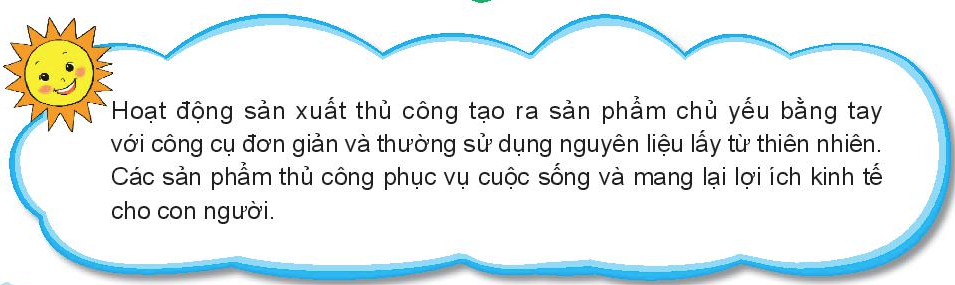 Hoạt động sản xuất thủ công tạo ra sản phẩm chủ yếu bằng tay
với công cụ đơn giản và thường sử dụng nguyên liệu lấy từ thiên nhiên.
Các sản phẩm thủ công phục vụ cuộc sống và mang lại lợi ích kinh tế
cho con người.